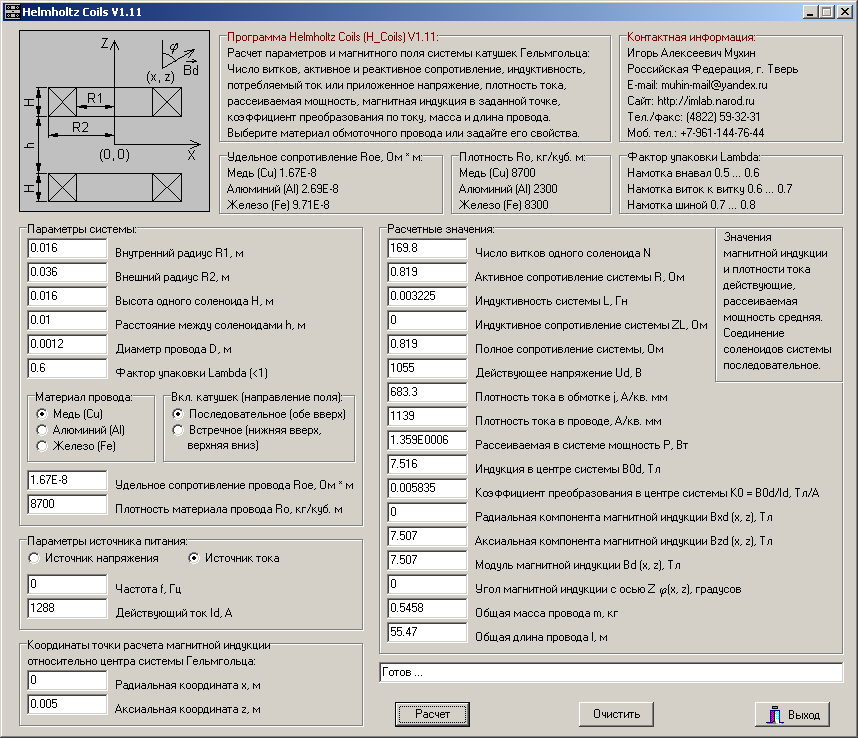 Helmholtz Coils V1.11
Z
φ
Bd
(x, z)
H
R1
R2
h
(0,0)
X
H
Программа Helmholtz Coils (H_Coils) V1.11:
Расчет параметров и магнитного поля системы катушек Гельмгольца:
Число витков, активное и реактивное сопротивление, индуктивность,
потребляемый ток или приложенное напряжение, плотность тока,
рассеиваемая мощность, магнитная индукция в заданной точке,
коэффициент преобразования по току, масса и длина провода.
Выберите материал обмоточного провода или задайте его свойства.
Контактная информация:
Игорь Алексеевич Мухин
Российская Федерация, г. Тверь
E-mail: muhin-mail@yandex.ru
Сайт: http://imlab.narod.ru
Тел./Факс: (4822) 59-32-31
Моб. тел.: +7-961-144-76-44
Удельное сопротивление Roe, Ом * м:
Медь (Cu) 1.67E-8
Алюминий (Al) 2.69E-8
Железо (Fe) 9.71E-8
Плотность Ro, кг/куб. м:
Медь (Cu) 8700
Алюминий (Al) 2300
Железо (Fe) 8300
Фактор упаковки Lambda:
Намотка внавал 0.5 ... 0.6
Намотка виток к витку 0.6 ... 0.7
Намотка шиной 0.7 ... 0.8
Параметры системы:
0.016 Внутренний радиус R1, м
0.036 Внешний радиус R2, м
0.016 Высота одного соленоида H, м
0.01 Расстояние между соленоидами h, м
0.0012 Диаметр провода D, м
0.6 Фактор упаковки Lambda (<1)
Материал провода:
Медь (Cu)
Алюминий (Al)
Железо (Fe)
Вкл. катушек (направление поля):
Последовательное (обе вверх)
Встречное (нижняя вверх,
верхняя вниз)
1.67E-8 Удельное сопротивление провода Roe, Ом * м
8700 Плотность материала провода Ro, кг/куб. м
Параметры источника питания:
Источник напряжения Источник тока
0 Частота f, Гц
1288 Действующий ток Id, А
Координаты точки расчета магнитной индукции
относительно центра системы Гельмгольца:
0 Радиальная координата x, м
0.005 Аксиальная координата z, м
Расчетные значения:
169.8 Число витков одного соленоида N
0.819 Активное сопротивление системы R, Ом
0.003225 Индуктивность системы L, Гн
0 Индуктивное сопротивление системы ZL, Ом
0.819 Полное сопротивление системы, Ом
1055 Действующее напряжение Ud, В
683.3 Плотность тока в обмотке j, А/кв. мм
1139 Плотность тока в проводе, А/кв. мм
1.359E0006 Рассеиваемая в системе мощность P, Вт
7.516 Индукция в центре системы B0d, Тл
0.005835 Коэффициент преобразования в центре системы K0 = B0d/Id, Тл/А
0 Радиальная компонента магнитной индукции Bxd (x, z), Тл
7.507 Аксиальная компонента магнитной индукции Bzd (x, z), Тл
7.507 Модуль магнитной индукции Bd (x, z), Тл
0 Угол магнитной индукции с осью Z φ(x, z), градусов
0.5458 Общая масса провода m, кг
55.47 Общая длина провода l, м
Значения
магнитной индукции
и плотности тока
действующие,
рассеиваемая
мощность средняя.
Соединение
соленоидов системы
последовательное.
Готов ...
Расчет
Очистить
Выход